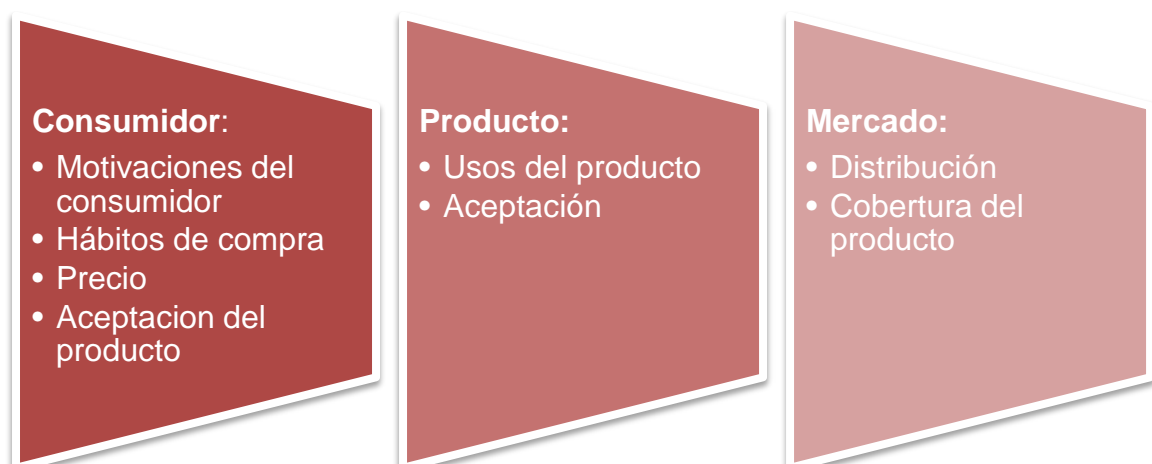 Consumidor:
• Motivaciones del
consumidor
• Hábitos de compra
• Precio
• Aceptacion del
producto
Producto:
• Usos del producto
• Aceptación
Mercado:
• Distribución
• Cobertura del
producto